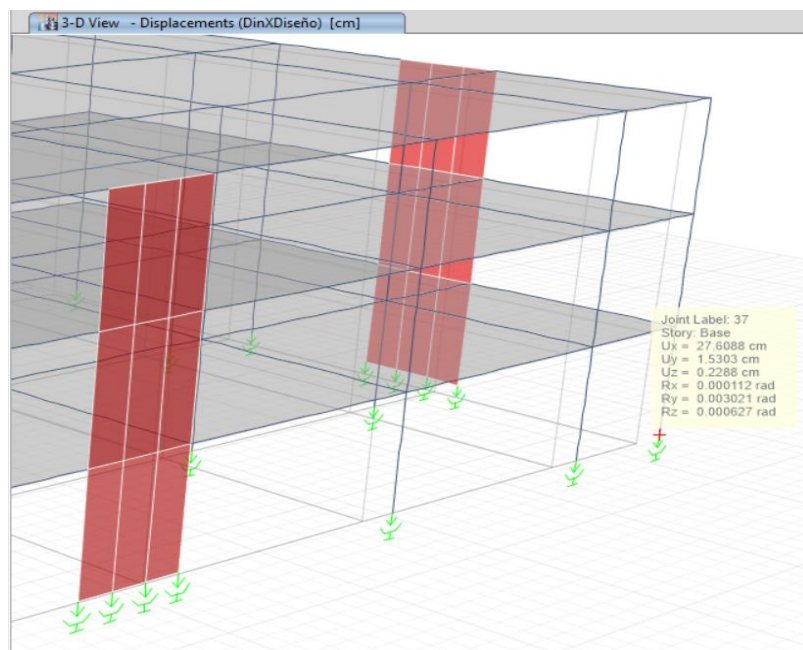 3-D View - Displacements (DinXDiseño) [cm]
Joint Label: 37
Story: Base
Ux = 27.6088 cm
Uy = 1.5303 cm
Uz = 0.2288 cm
Rx = 0.000112 rad
Ry = 0.003021 rad
Rz = 0.000627 rad